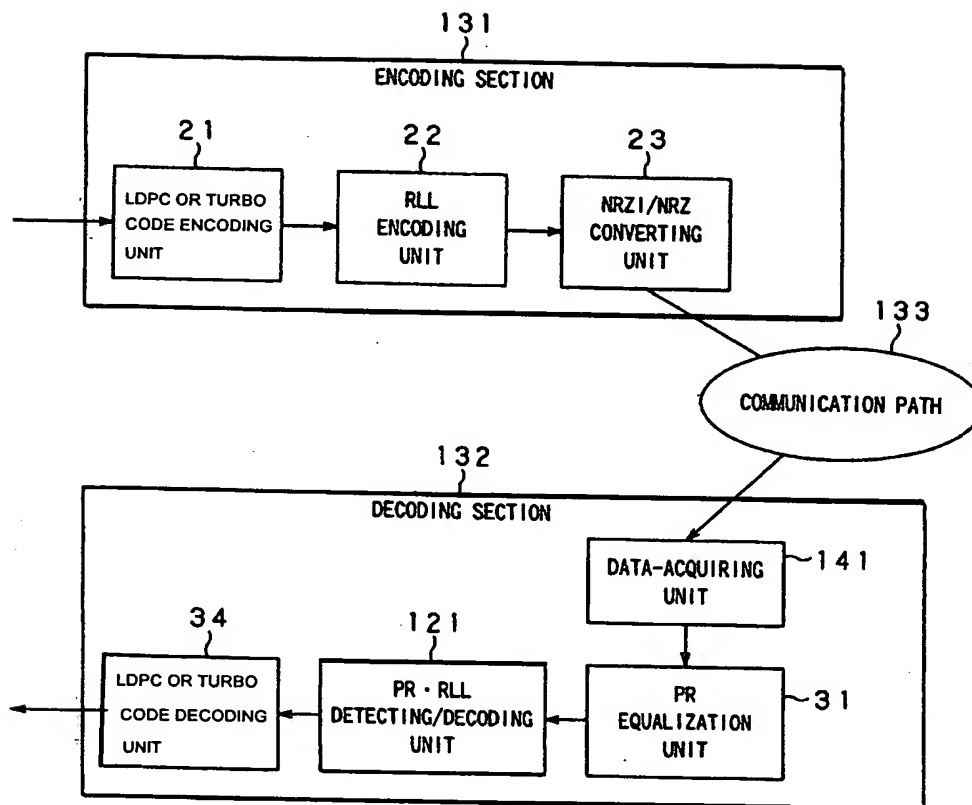 131
ENCODING SECTION
21
22
23
LDPC OR TURBO
CODE ENCODING
UNIT
RLL
ENCODING
UNIT
NRZI/NRZ
CONVERTING
UNIT
133
COMMUNICATION PATH
132
DECODING SECTION
DATA-ACQUIRING
UNIT
141
34
121
LDPC OR TURBO
CODE DECODING
UNIT
PR・RLL
DETECTING/DECODING
UNIT
PR
EQUALIZATION
UNIT
31